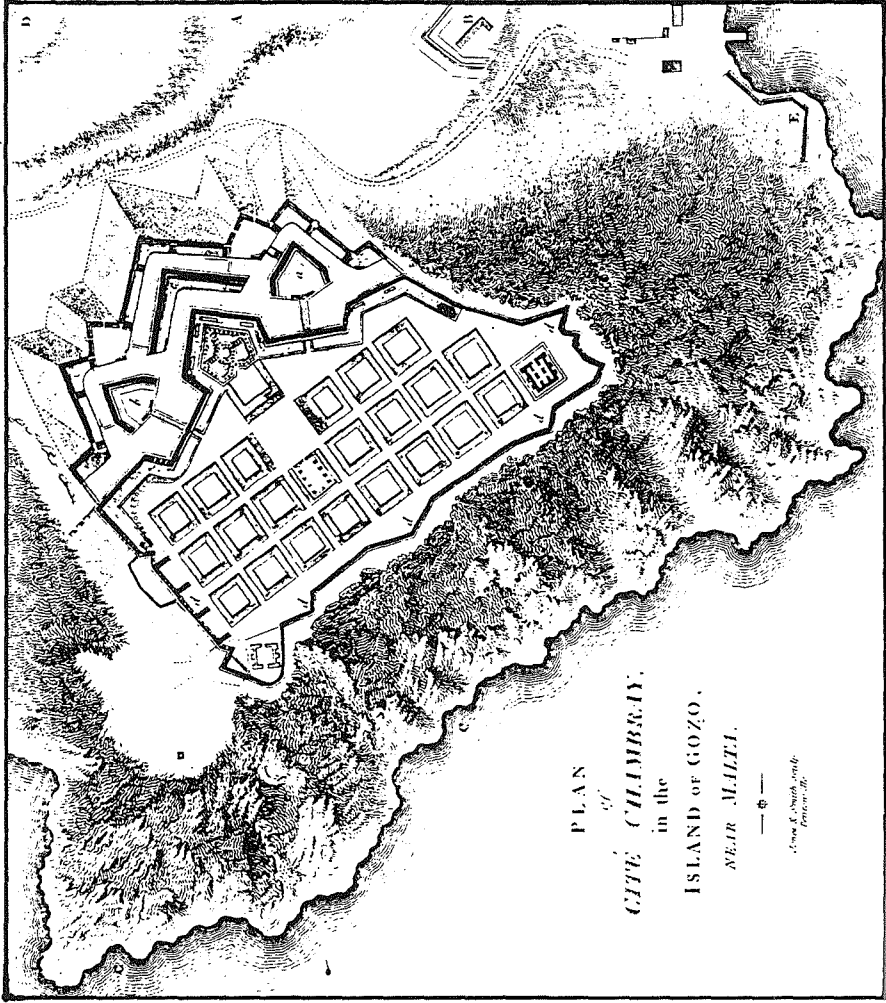 PLAN
of
CITÉ CHAMBRAY,
in the
ISLAND OF GOZO,
NEAR MALTA.
A
D
E
C
C
C